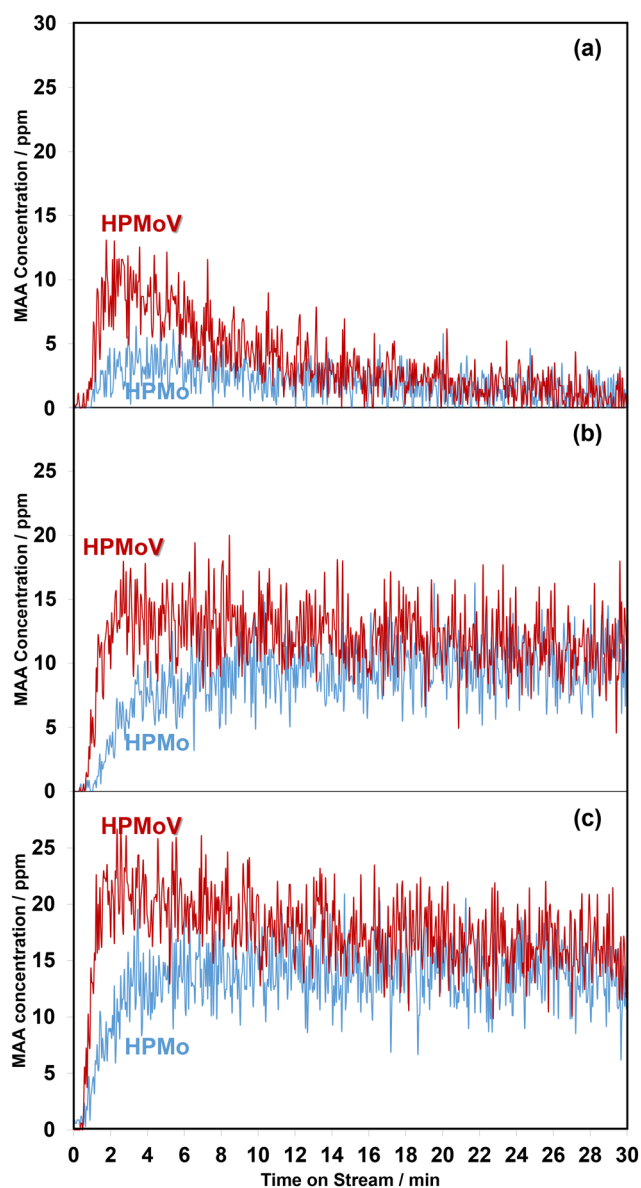 30
(a)
25
20
15
HPMoV
10
5
HPMo
0
MAA Concentration / ppm
(b)
25
20
HPMoV
15
10
5
HPMo
0
MAA Concentration / ppm
(c)
HPMoV
25
20
15
10
HPMo
5
0
MAA concentration / ppm
0 2 4 6 8 10 12 14 16 18 20 22 24 26 28 30
Time on Stream / min